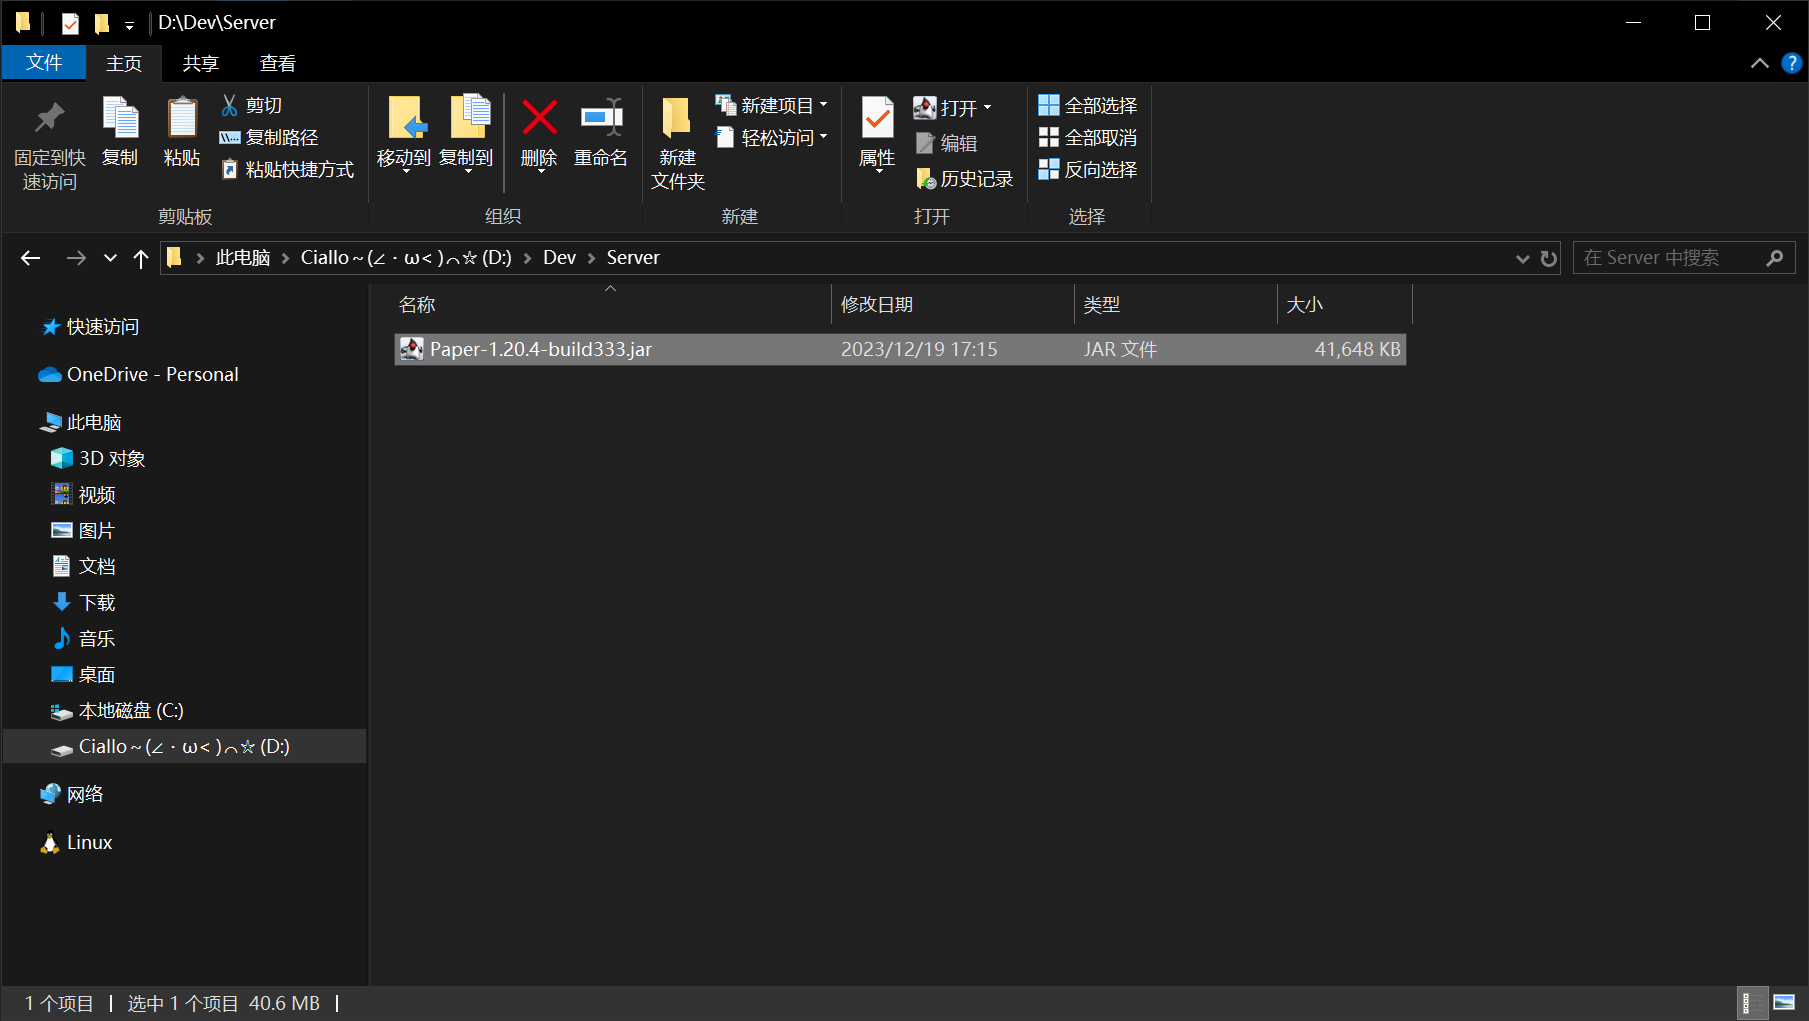 D:\Dev\Server
文件
主页
共享
查看
固定到快速访问
复制
粘贴
剪切
复制路径
粘贴快捷方式
剪贴板
移动到
复制到
删除
重命名
组织
新建
文件夹
新建项目
轻松访问
新建
属性
打开
编辑
历史记录
打开
全部选择
全部取消
反向选择
选择
此电脑
Ciallo～(∠・ω< )⌒☆ (D:)
Dev
Server
在 Server 中搜索
名称
修改日期
类型
大小
Paper-1.20.4-build333.jar
2023/12/19 17:15
JAR 文件
41,648 KB
快速访问
OneDrive - Personal
此电脑
3D 对象
视频
图片
文档
下载
音乐
桌面
本地磁盘 (C:)
Ciallo～(∠・ω< )⌒☆ (D:)
网络
Linux
1 个项目
选中 1 个项目 40.6 MB